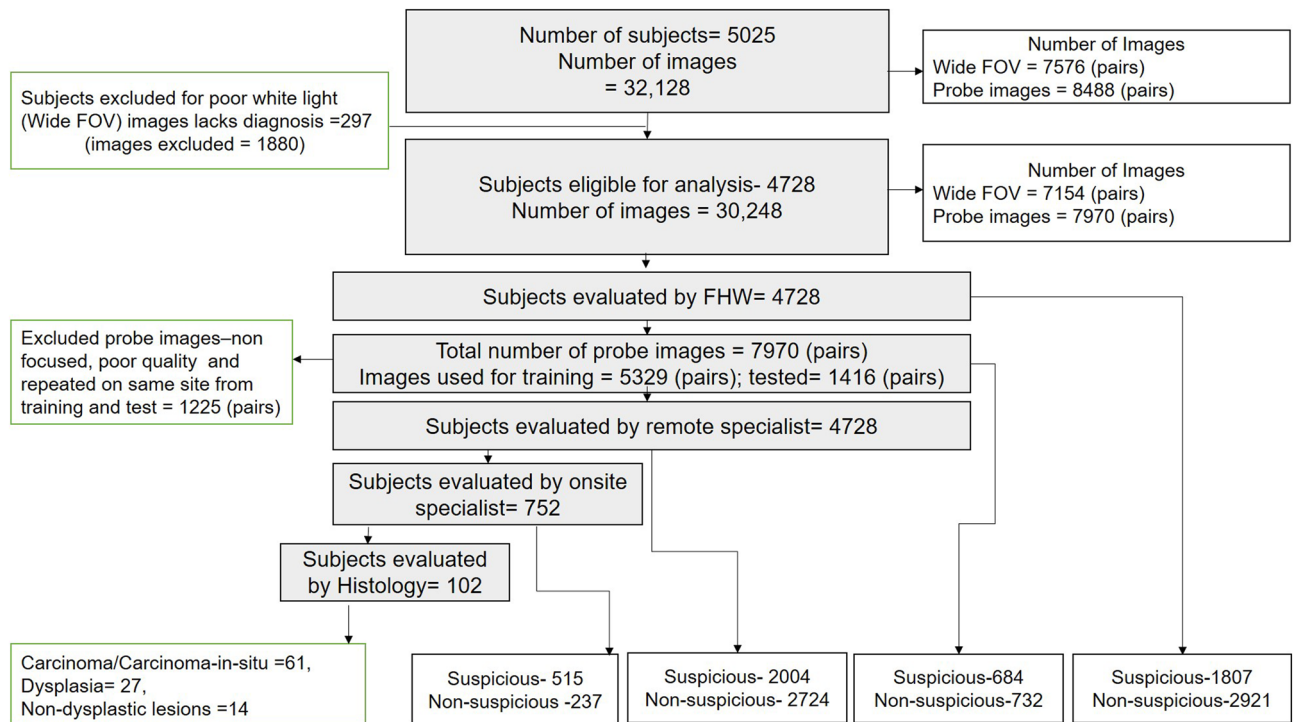 Number of subjects= 5025
Number of images
= 32,128
Number of Images
Wide FOV = 7576 (pairs)
Probe images = 8488 (pairs)
Subjects excluded for poor white light
(Wide FOV) images lacks diagnosis =297
(images excluded = 1880)
Subjects eligible for analysis- 4728
Number of images = 30,248
Number of Images
Wide FOV = 7154 (pairs)
Probe images = 7970 (pairs)
Subjects evaluated by FHW= 4728
Excluded probe images–non
focused, poor quality and
repeated on same site from
training and test = 1225 (pairs)
Total number of probe images = 7970 (pairs)
Images used for training = 5329 (pairs); tested= 1416 (pairs)
Subjects evaluated by remote specialist= 4728
Subjects evaluated by onsite
specialist= 752
Subjects evaluated
by Histology= 102
Carcinoma/Carcinoma-in-situ =61,
Dysplasia= 27,
Non-dysplastic lesions =14
Suspicious- 515
Non-suspicious -237
Suspicious- 2004
Non-suspicious- 2724
Suspicious-684
Non-suspicious-732
Suspicious-1807
Non-suspicious-2921